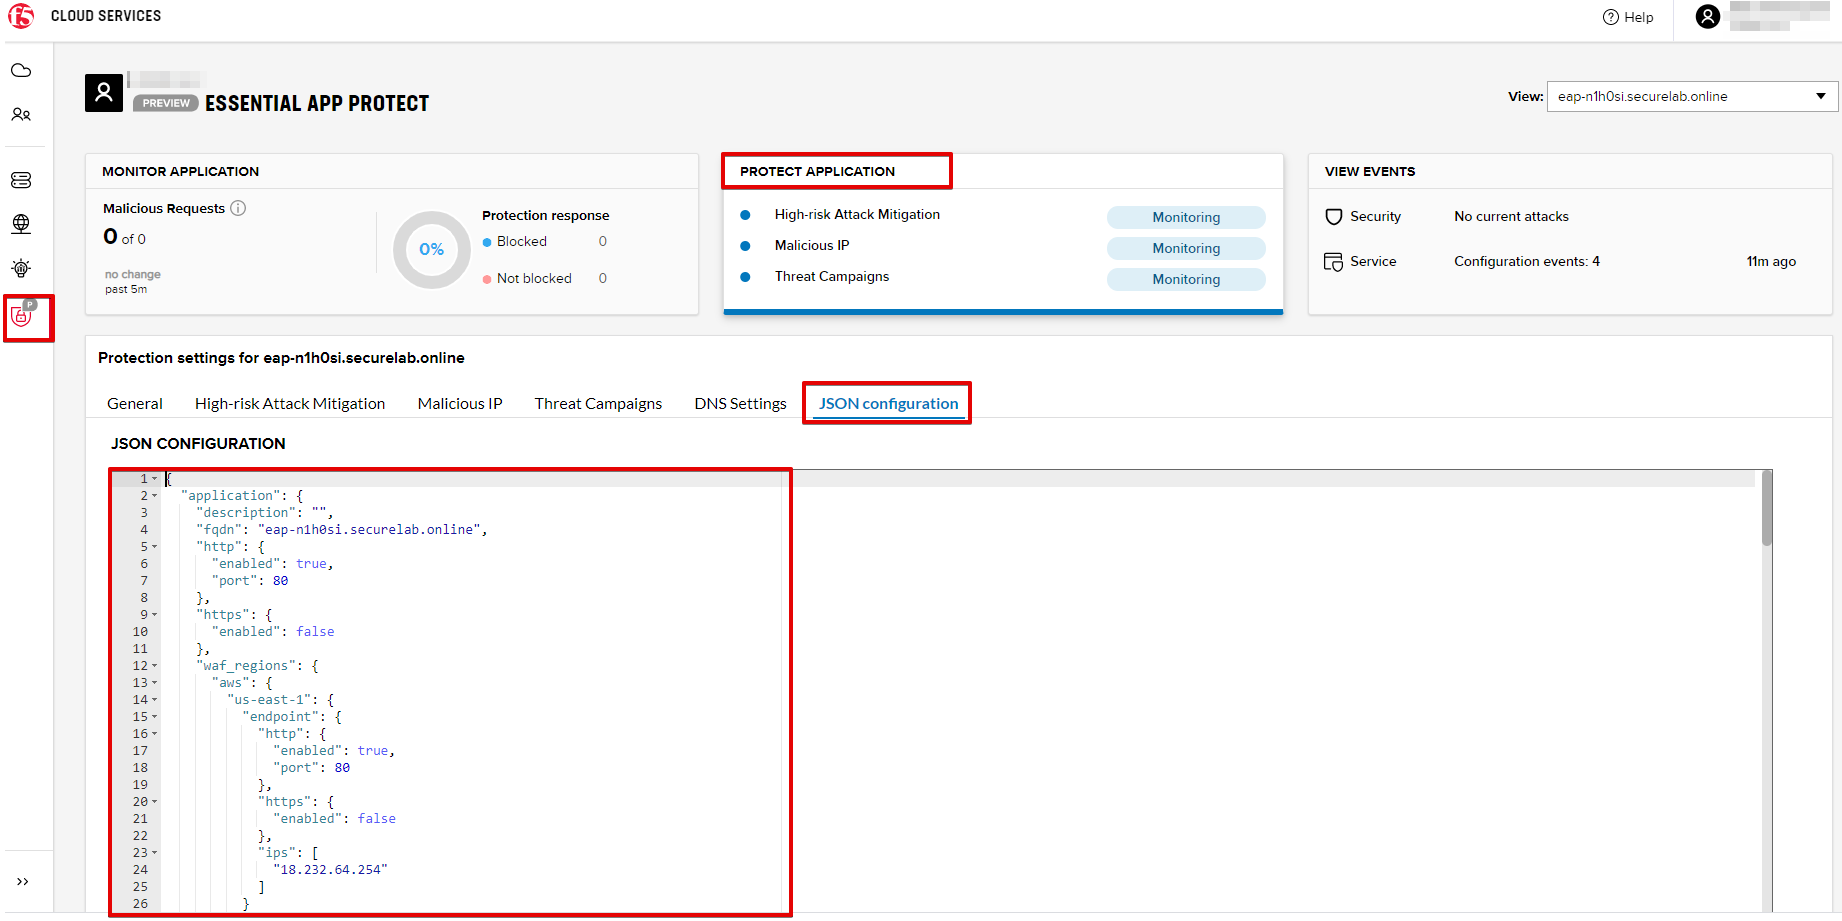 f5 CLOUD SERVICES
? Help
PREVIEW ESSENTIAL APP PROTECT
View: eap-n1h0si.securelab.online
MONITOR APPLICATION
Malicious Requests i
0 of 0
no change
past 5m
0%
Protection response
Blocked 0
Not blocked 0
PROTECT APPLICATION
High-risk Attack Mitigation Monitoring
Malicious IP Monitoring
Threat Campaigns Monitoring
VIEW EVENTS
Security No current attacks
Service Configuration events: 4 11m ago
P
Protection settings for eap-n1h0si.securelab.online
General High-risk Attack Mitigation Malicious IP Threat Campaigns DNS Settings JSON configuration
JSON CONFIGURATION
1 {
2 "application": {
3 "description": "",
4 "fqdn": "eap-n1h0si.securelab.online",
5 "http": {
6 "enabled": true,
7 "port": 80
8 },
9 "https": {
10 "enabled": false
11 },
12 "waf_regions": {
13 "aws": {
14 "us-east-1": {
15 "endpoint": {
16 "http": {
17 "enabled": true,
18 "port": 80
19 },
20 "https": {
21 "enabled": false
22 },
23 "ips": [
24 "18.232.64.254"
25 ]
26 }